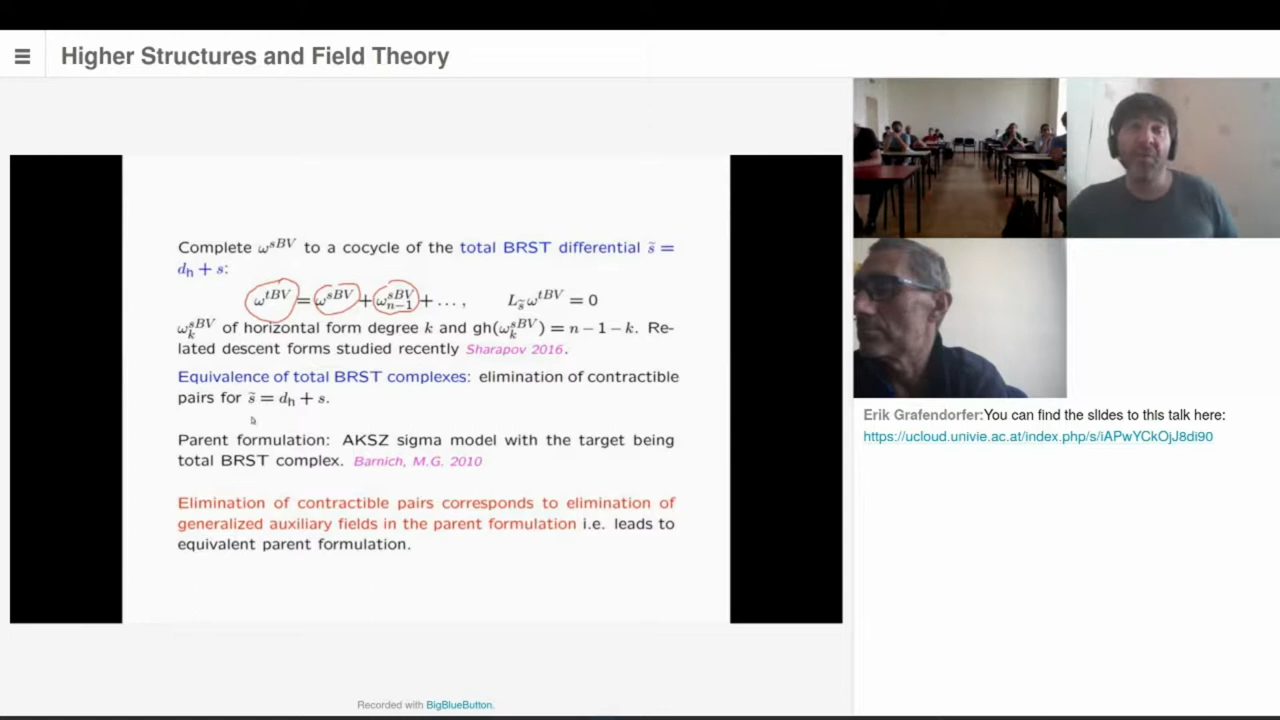 Higher Structures and Field Theory
Complete ω^{sBV} to a cocycle of the total BRST differential s̃ =
d_h + s:
ω^{tBV} = ω^{sBV} + ω^{sBV}_{n−1} + . . . , L_{s̃}ω^{tBV} = 0
ω^{sBV}_k of horizontal form degree k and gh(ω^{sBV}_k) = n − 1 − k. Re-
lated descent forms studied recently Sharapov 2016.
Equivalence of total BRST complexes: elimination of contractible
pairs for s̃ = d_h + s.
Parent formulation: AKSZ sigma model with the target being
total BRST complex. Barnich, M.G. 2010
Elimination of contractible pairs corresponds to elimination of
generalized auxiliary fields in the parent formulation i.e. leads to
equivalent parent formulation.
Erik Grafendorfer:You can find the slldes to this talk here:
https://ucloud.univie.ac.at/index.php/s/iAPwYCkOjJ8di90
Recorded with BigBlueButton.